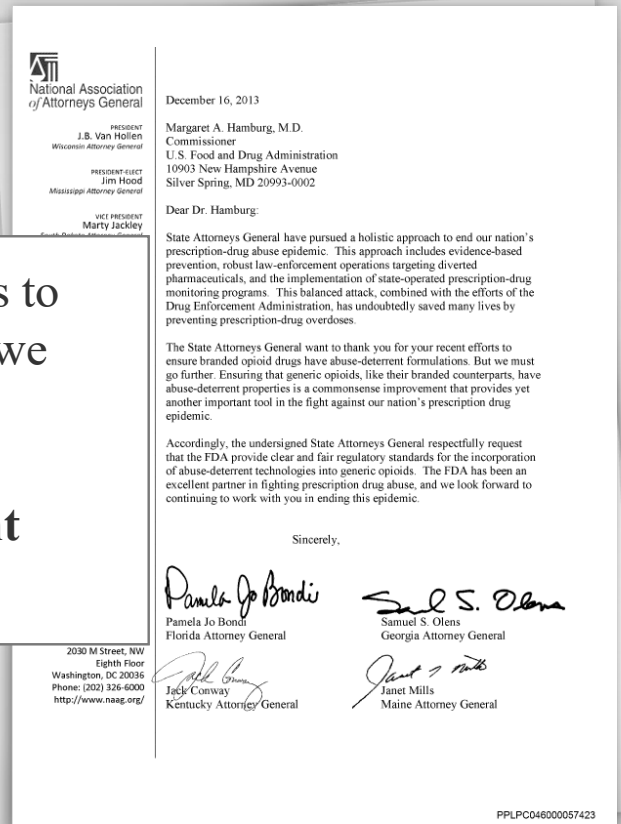 National Association
of Attorneys General
PRESIDENT
J.B. Van Hollen
Wisconsin Attorney General
PRESIDENT-ELECT
Jim Hood
Mississippi Attorney General
VICE PRESIDENT
Marty Jackley
South Dakota Attorney General
s to
we
t
2030 M Street, NW
Eighth Floor
Washington, DC 20036
Phone: (202) 326-6000
http://www.naag.org/
December 16, 2013
Margaret A. Hamburg, M.D.
Commissioner
U.S. Food and Drug Administration
10903 New Hampshire Avenue
Silver Spring, MD 20993-0002
Dear Dr. Hamburg:
State Attorneys General have pursued a holistic approach to end our nation's
prescription-drug abuse epidemic. This approach includes evidence-based
prevention, robust law-enforcement operations targeting diverted
pharmaceuticals, and the implementation of state-operated prescription-drug
monitoring programs. This balanced attack, combined with the efforts of the
Drug Enforcement Administration, has undoubtedly saved many lives by
preventing prescription-drug overdoses.
The State Attorneys General want to thank you for your recent efforts to
ensure branded opioid drugs have abuse-deterrent formulations. But we must
go further. Ensuring that generic opioids, like their branded counterparts, have
abuse-deterrent properties is a commonsense improvement that provides yet
another important tool in the fight against our nation's prescription drug
epidemic.
Accordingly, the undersigned State Attorneys General respectfully request
that the FDA provide clear and fair regulatory standards for the incorporation
of abuse-deterrent technologies into generic opioids. The FDA has been an
excellent partner in fighting prescription drug abuse, and we look forward to
continuing to work with you in ending this epidemic.
Sincerely,
Pamela Jo Bondi
Samuel S. Olens
Pamela Jo Bondi
Florida Attorney General
Samuel S. Olens
Georgia Attorney General
Jack Conway
Janet T. Mills
Jack Conway
Kentucky Attorney General
Janet Mills
Maine Attorney General
PPLPC046000057423